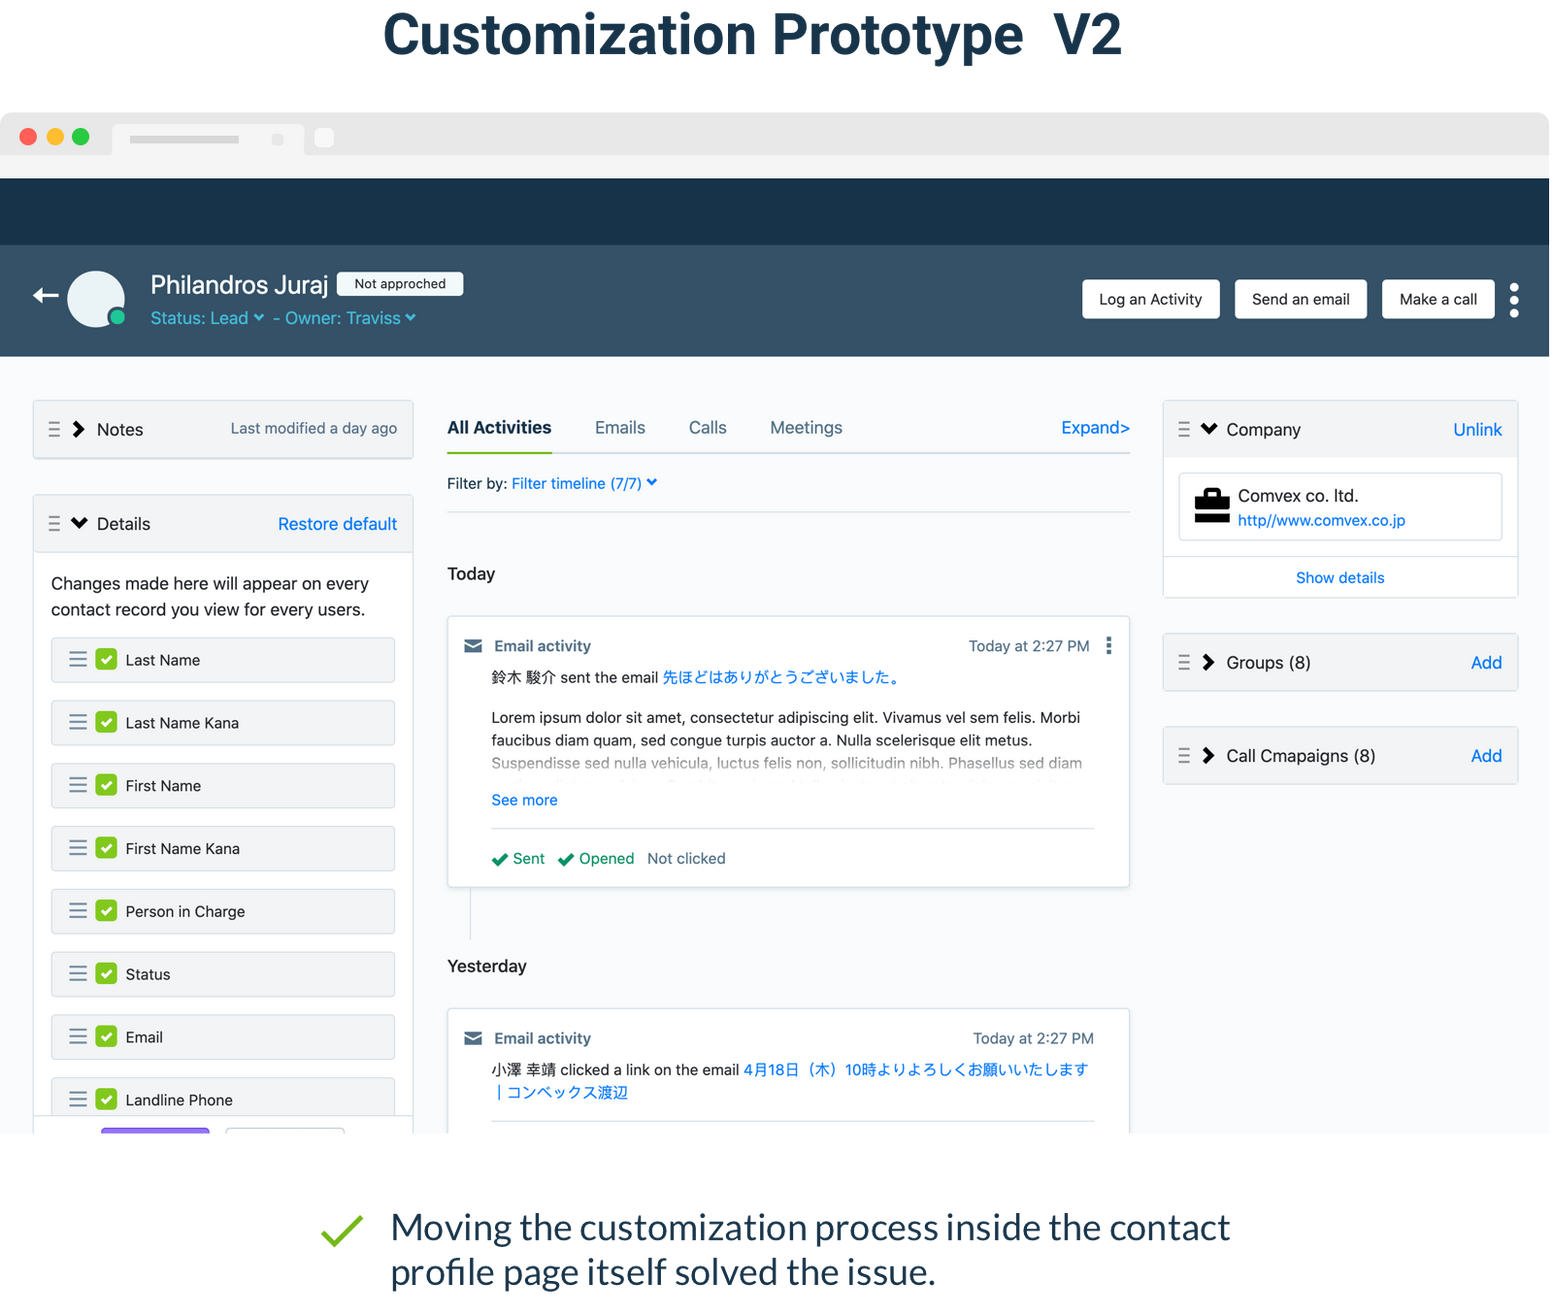 Customization Prototype V2
Philandros Juraj
Not approched
Status: Lead - Owner: Traviss
Log an Activity
Send an email
Make a call
Notes
Last modified a day ago
Details
Restore default
Changes made here will appear on every
contact record you view for every users.
Last Name
Last Name Kana
First Name
First Name Kana
Person in Charge
Status
Email
Landline Phone
All Activities
Emails
Calls
Meetings
Expand>
Filter by: Filter timeline (7/7)
Today
Email activity
Today at 2:27 PM
鈴木 駿介 sent the email 先ほどはありがとうございました。
Lorem ipsum dolor sit amet, consectetur adipiscing elit. Vivamus vel sem felis. Morbi
faucibus diam quam, sed congue turpis auctor a. Nulla scelerisque elit metus.
Suspendisse sed nulla vehicula, luctus felis non, sollicitudin nibh. Phasellus sed diam
See more
Sent
Opened
Not clicked
Yesterday
Email activity
Today at 2:27 PM
小澤 幸靖 clicked a link on the email 4月18日（木）10時よりよろしくお願いいたします
｜コンベックス渡辺
Company
Unlink
Comvex co. ltd.
http//www.comvex.co.jp
Show details
Groups (8)
Add
Call Cmapaigns (8)
Add
Moving the customization process inside the contact
profile page itself solved the issue.